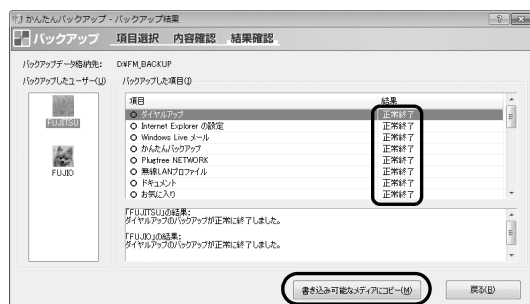 かんたんバックアップ - バックアップ結果
バックアップ 項目選択 内容確認 結果確認
バックアップデータ格納先: D:¥FM_BACKUP
バックアップしたユーザー(U) バックアップした項目(I)
項目 結果
ダイヤルアップ 正常終了
Internet Explorer の設定 正常終了
Windows Live メール 正常終了
かんたんバックアップ 正常終了
Plugfree NETWORK 正常終了
無線LANプロファイル 正常終了
ドキュメント 正常終了
お気に入り 正常終了
FUJITSU
FUJIO
「FUJITSU」の結果:
ダイヤルアップのバックアップが正常に終了しました。
「FUJIO」の結果:
ダイヤルアップのバックアップが正常に終了しました。
書き込み可能なメディアにコピー(M) 戻る(B)